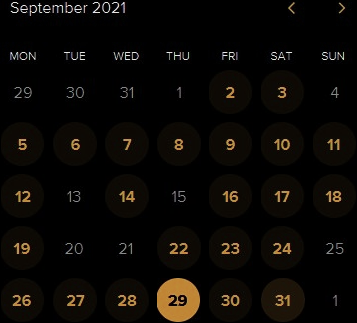 September 2021
MON TUE WED THU FRI SAT SUN
29 30 31 1 2 3 4
5 6 7 8 9 10 11
12 13 14 15 16 17 18
19 20 21 22 23 24 25
26 27 28 29 30 31 1